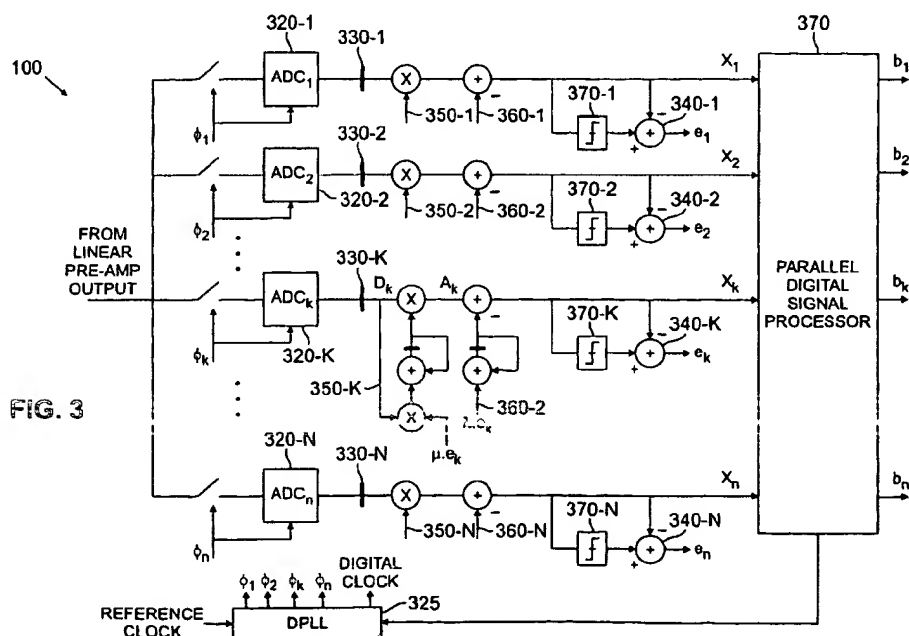 320-1
330-1
370
100
ADC₁
X
+
−
X₁
b₁
370-1
340-1
−
+
+
e₁
ϕ₁
350-1
360-1
330-2
ADC₂
X
+
−
X₂
b₂
320-2
370-2
340-2
−
+
+
e₂
ϕ₂
350-2
360-2
FROM
LINEAR
PRE-AMP
OUTPUT
330-K
PARALLEL
DIGITAL
SIGNAL
PROCESSOR
ADCₖ
Dₖ
X
Aₖ
+
−
Xₖ
bₖ
370-K
340-K
−
+
+
eₖ
320-K
ϕₖ
350-K
+
+
360-2
X
μ.eₖ
FIG. 3
320-N
330-N
ADCₙ
X
+
−
Xₙ
bₙ
370-N
340-N
−
+
+
eₙ
ϕₙ
350-N
360-N
ϕ₁ ϕ₂ ϕₖ ϕₙ
DIGITAL
CLOCK
325
REFERENCE
CLOCK
DPLL